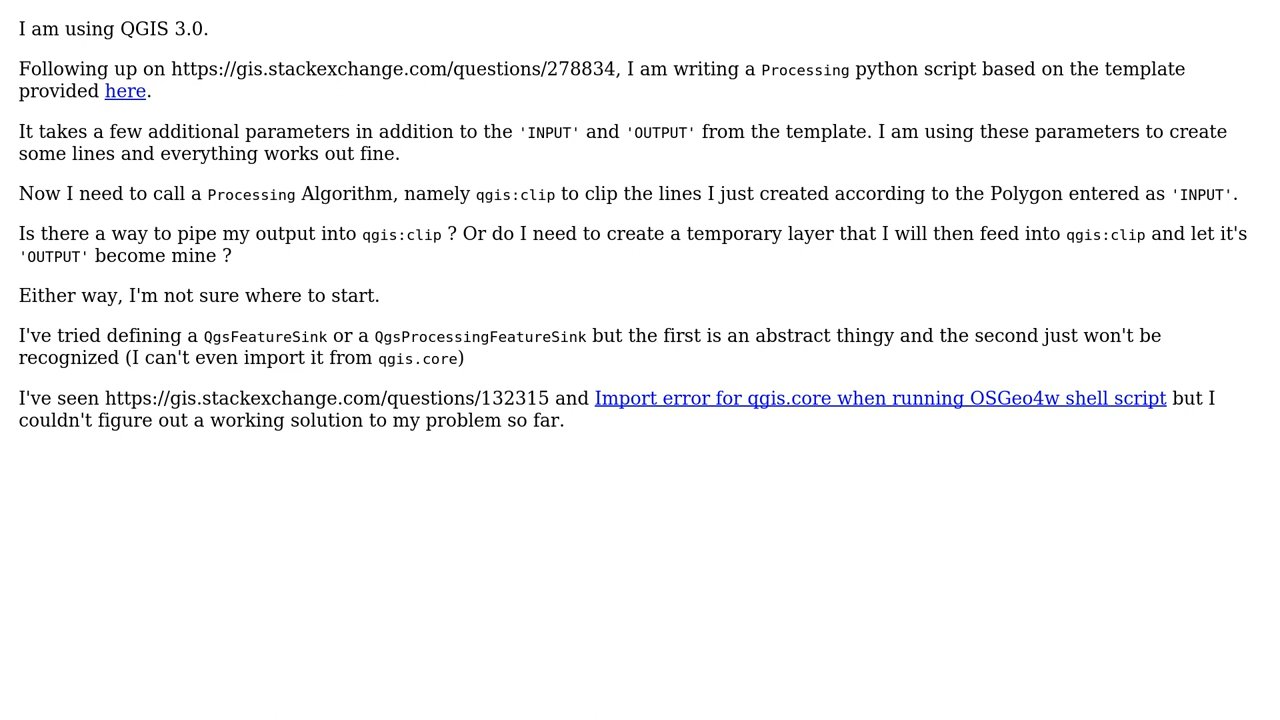 I am using QGIS 3.0.
Following up on https://gis.stackexchange.com/questions/278834, I am writing a Processing python script based on the template
provided here.
It takes a few additional parameters in addition to the 'INPUT' and 'OUTPUT' from the template. I am using these parameters to create
some lines and everything works out fine.
Now I need to call a Processing Algorithm, namely qgis:clip to clip the lines I just created according to the Polygon entered as 'INPUT'.
Is there a way to pipe my output into qgis:clip ? Or do I need to create a temporary layer that I will then feed into qgis:clip and let it's
'OUTPUT' become mine ?
Either way, I'm not sure where to start.
I've tried defining a QgsFeatureSink or a QgsProcessingFeatureSink but the first is an abstract thingy and the second just won't be
recognized (I can't even import it from qgis.core)
I've seen https://gis.stackexchange.com/questions/132315 and Import error for qgis.core when running OSGeo4w shell script but I
couldn't figure out a working solution to my problem so far.